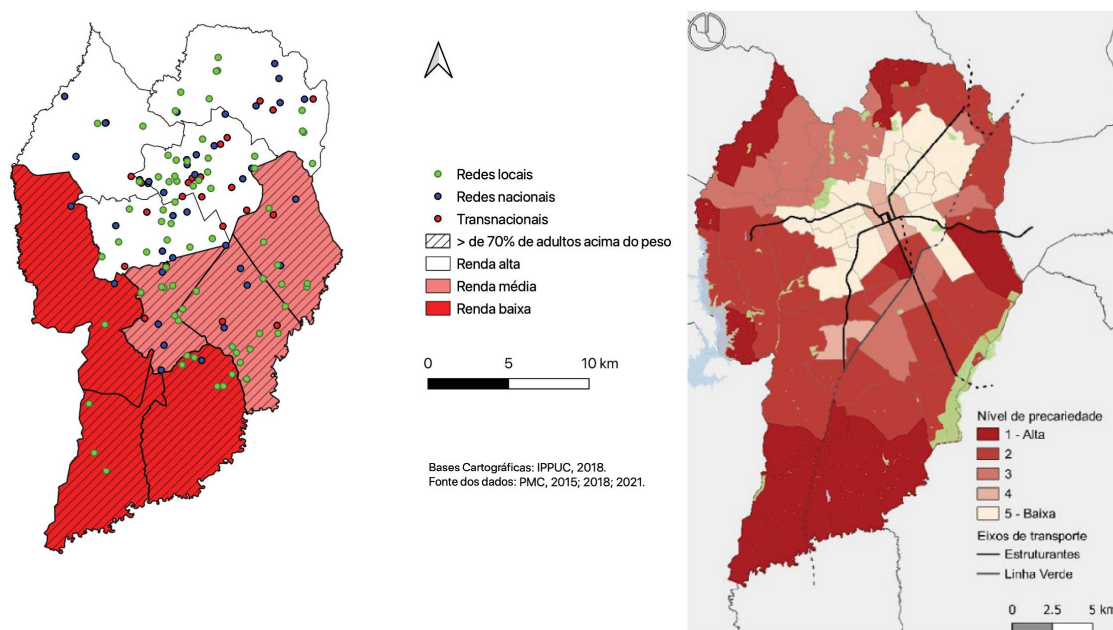 Redes locais
Redes nacionais
Transnacionais
> de 70% de adultos acima do peso
Renda alta
Renda média
Renda baixa
0 5 10 km
Bases Cartográficas: IPPUC, 2018.
Fonte dos dados: PMC, 2015; 2018; 2021.
Nível de precariedade
1 - Alta
2
3
4
5 - Baixa
Eixos de transporte
Estruturantes
Linha Verde
0 2.5 5 km